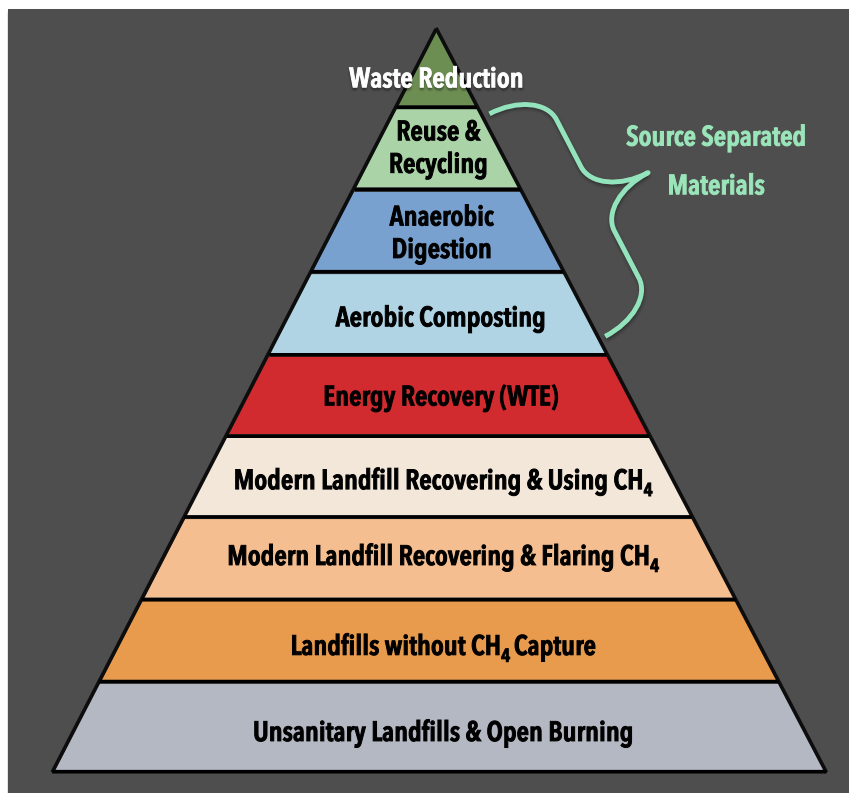 Waste Reduction
Reuse &
Recycling
Source Separated
Materials
Anaerobic
Digestion
Aerobic Composting
Energy Recovery (WTE)
Modern Landfill Recovering & Using CH₄
Modern Landfill Recovering & Flaring CH₄
Landfills without CH₄ Capture
Unsanitary Landfills & Open Burning